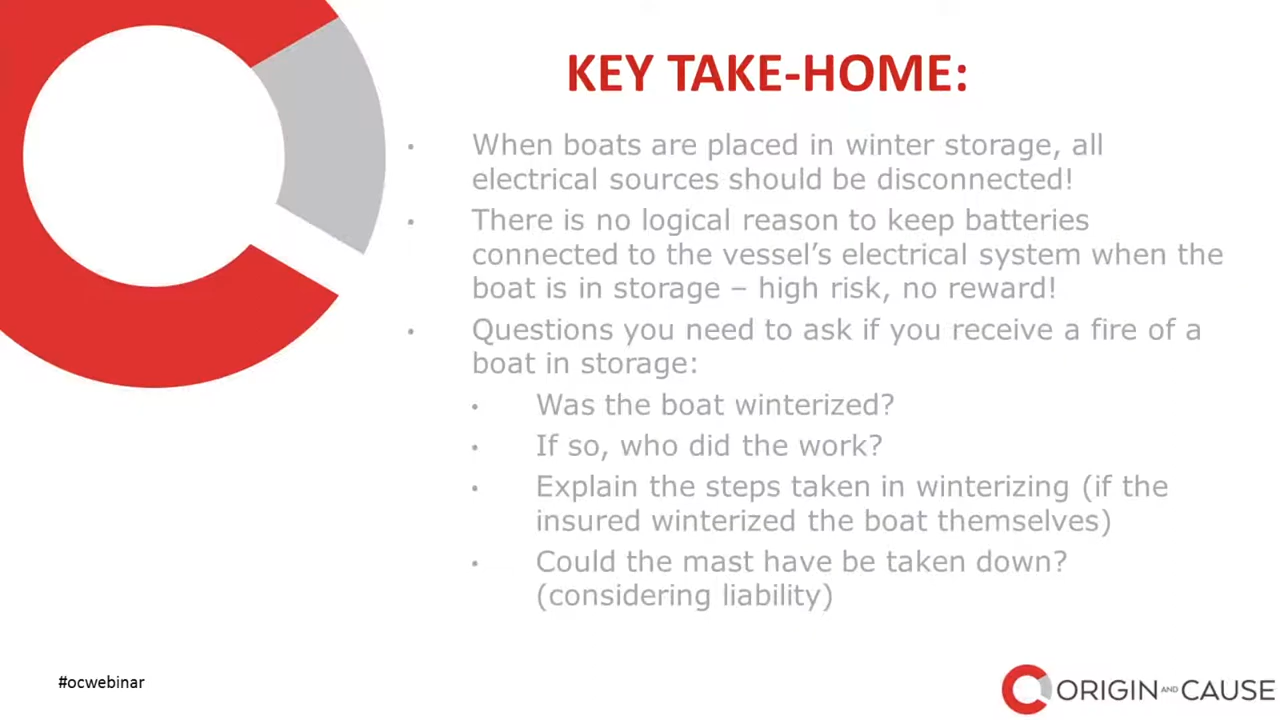 KEY TAKE-HOME:
• When boats are placed in winter storage, all
electrical sources should be disconnected!
• There is no logical reason to keep batteries
connected to the vessel’s electrical system when the
boat is in storage – high risk, no reward!
• Questions you need to ask if you receive a fire of a
boat in storage:
• Was the boat winterized?
• If so, who did the work?
• Explain the steps taken in winterizing (if the
insured winterized the boat themselves)
• Could the mast have be taken down?
(considering liability)
#ocwebinar
ORIGIN AND CAUSE